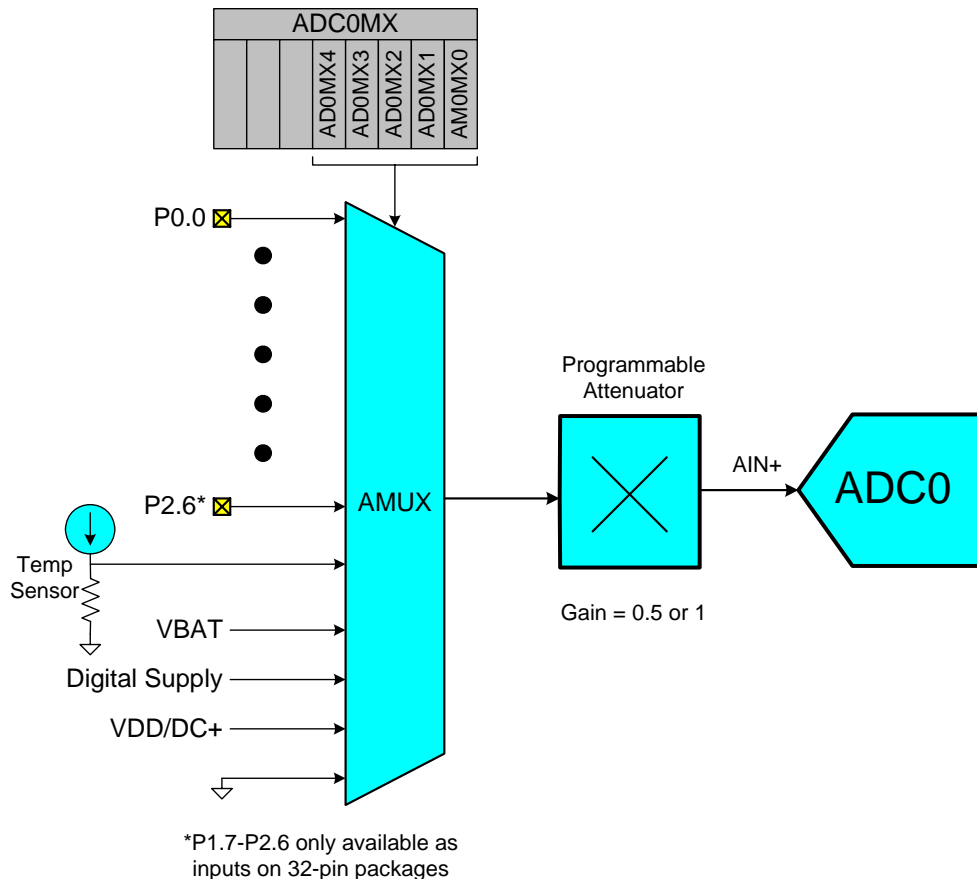 ADC0MX
AD0MX4
AD0MX3
AD0MX2
AD0MX1
AM0MX0
P0.0
Programmable
Attenuator
AIN+
ADC0
P2.6*
AMUX
Temp
Sensor
Gain = 0.5 or 1
VBAT
Digital Supply
VDD/DC+
*P1.7-P2.6 only available as
inputs on 32-pin packages